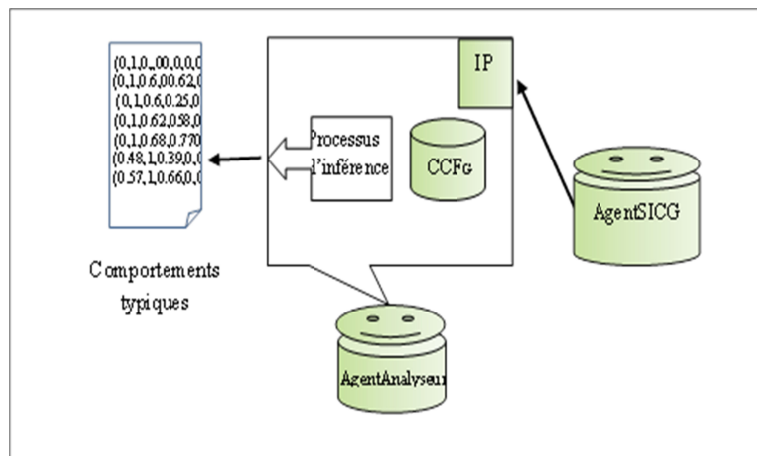 (0,1,0,,00,0,0,0
(0,1,0.6,00.62,0
(0,1,0.6,0.25,0
(0,1,0.62,058,0
(0,1,0.68,0.770
(0.48,1,0.39,0,0
(0.57,1,0.66,0,0
Comportements
typiques
Processus
d'inférence
IP
CCFG
AgentSICG
AgentAnalyseur